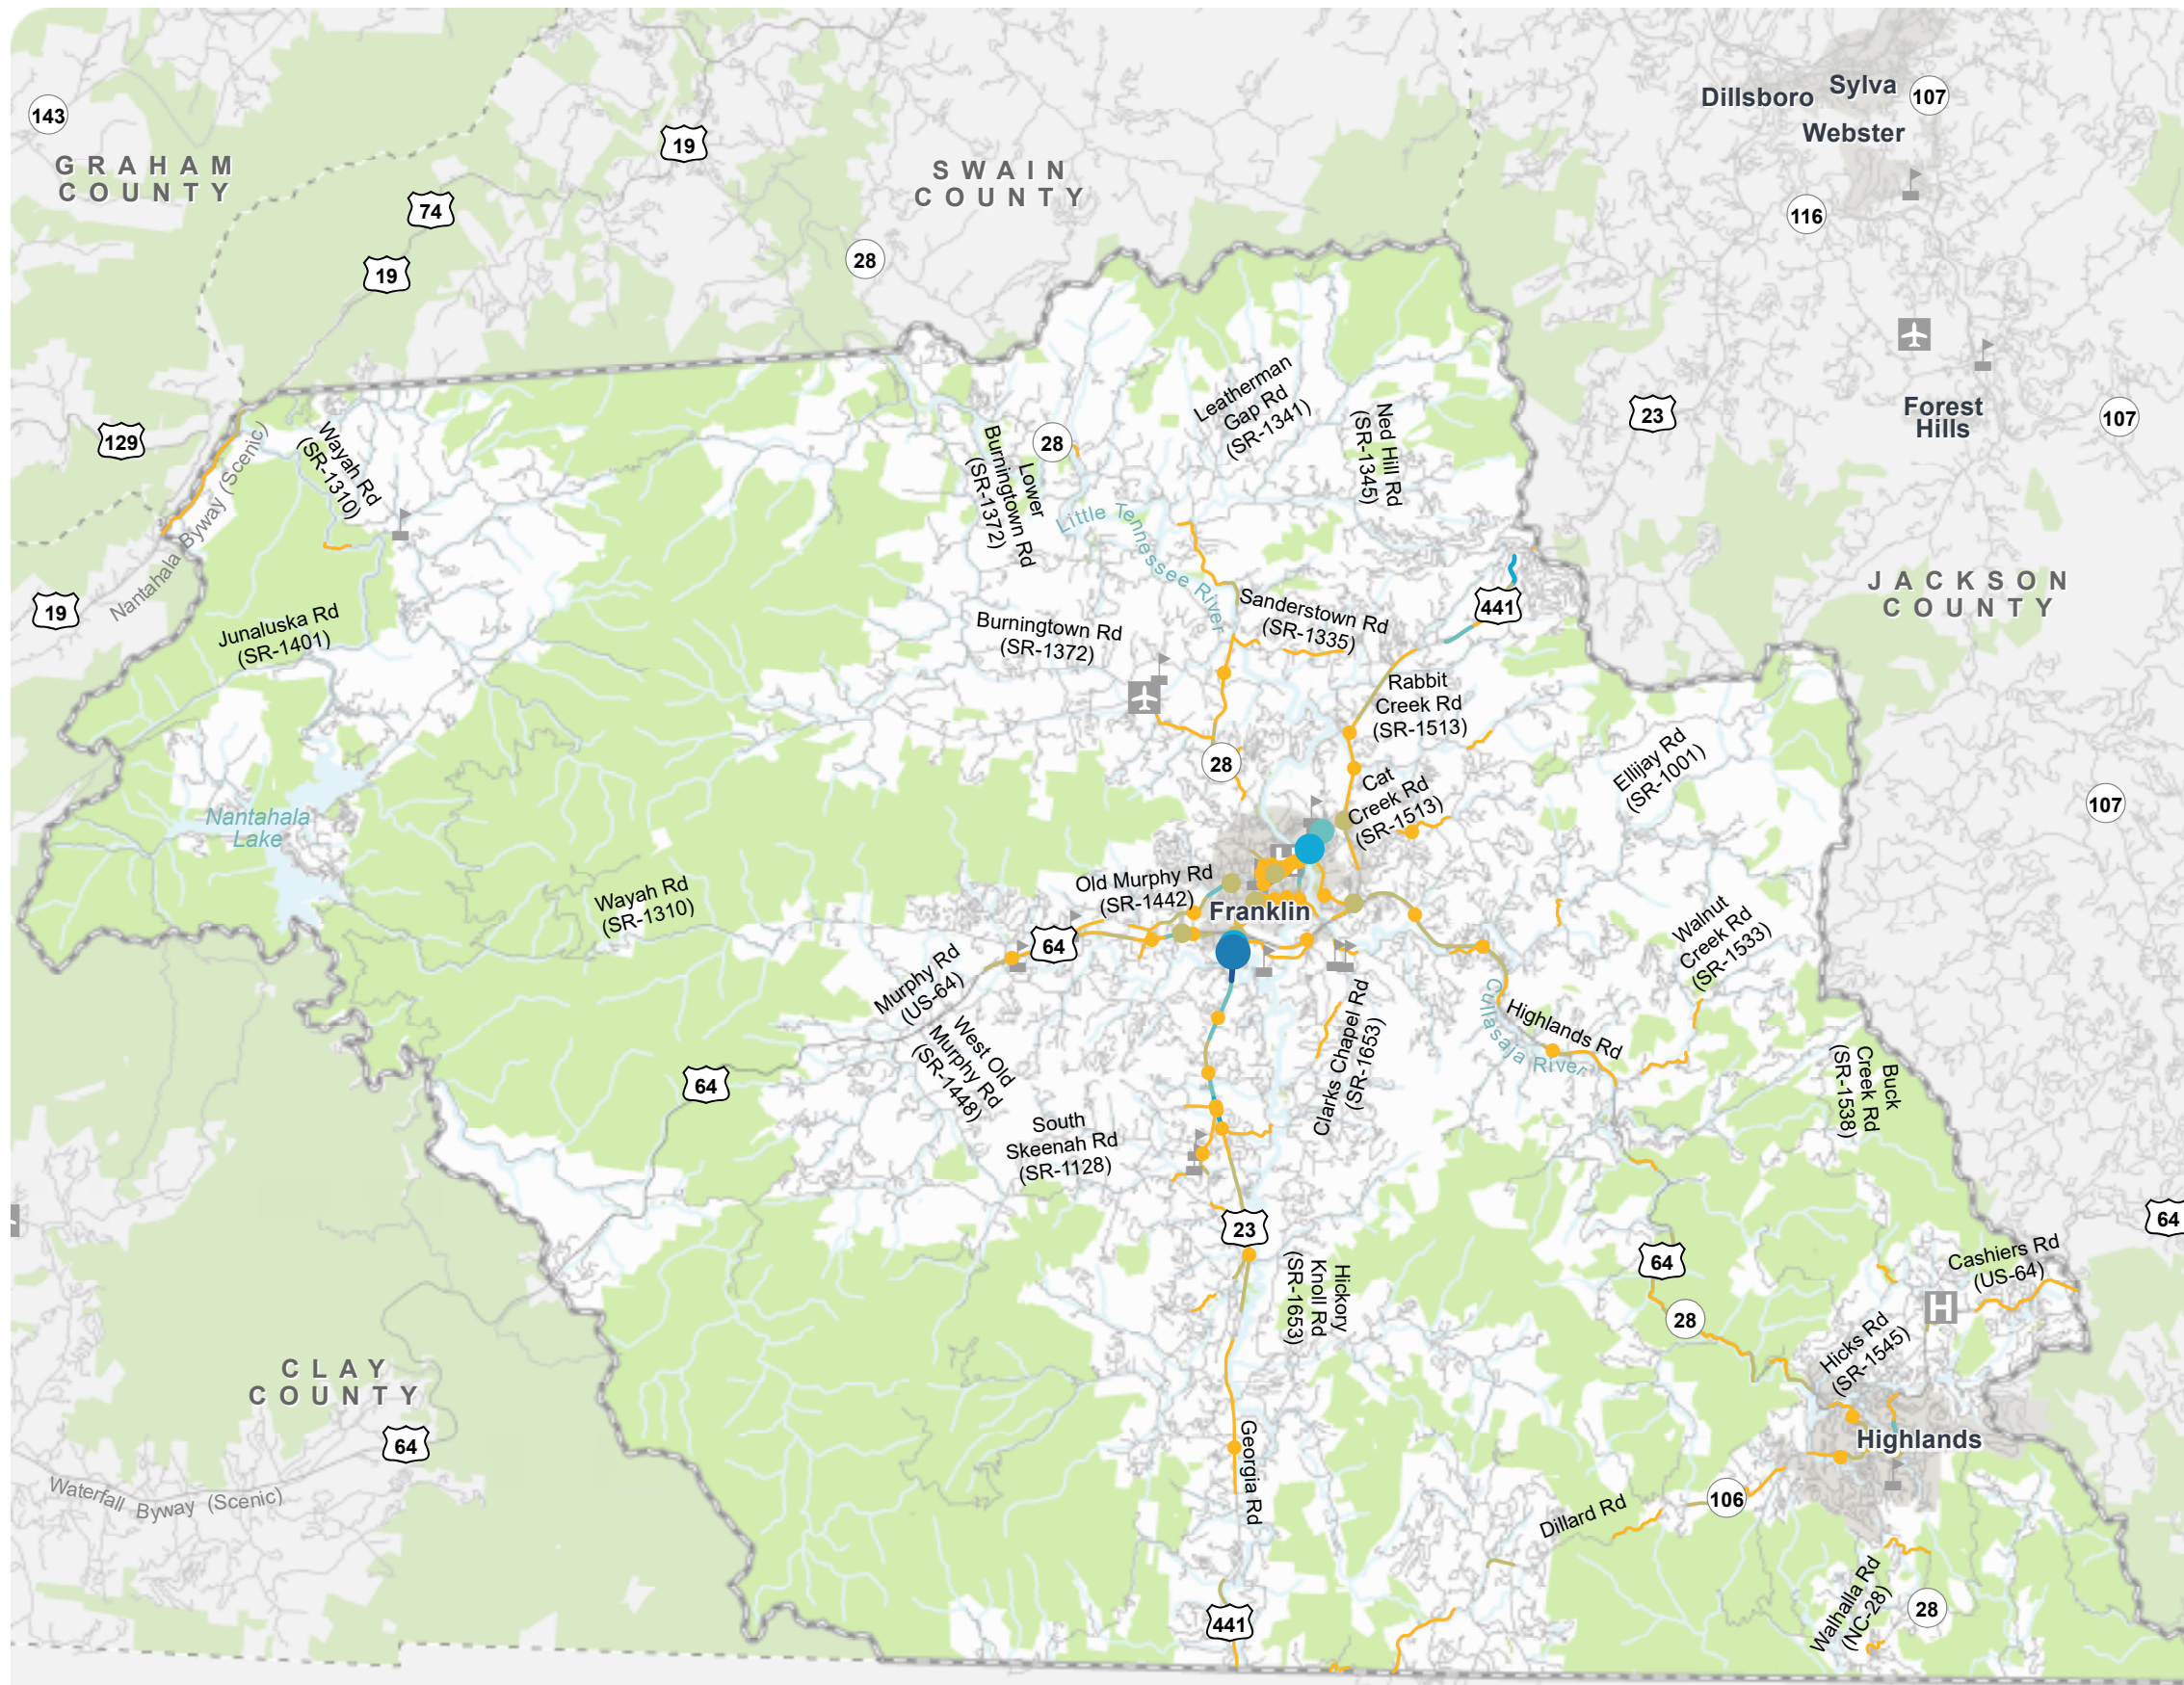 Sylva
Dillsboro
107
Webster
143
19
GRAHAM
COUNTY
SWAIN
COUNTY
74
116
28
19
Leatherman
Gap Rd
(SR-1341)
Ned Hill Rd
(SR-1345)
23
Forest
Hills
107
129
Wayah Rd
(SR-1310)
28
Lower
Burningtown Rd
(SR-1372)
Nantahala Byway (Scenic)
Little Tennessee River
19
JACKSON
COUNTY
441
Junaluska Rd
(SR-1401)
Burningtown Rd
(SR-1372)
Sanderstown Rd
(SR-1335)
Rabbit
Creek Rd
(SR-1513)
28
Ellijay Rd
(SR-1001)
Cat
Creek Rd
(SR-1513)
107
Nantahala
Lake
H
Wayah Rd
(SR-1310)
Old Murphy Rd
(SR-1442)
Franklin
64
Walnut
Creek Rd
(SR-1533)
Murphy Rd
(US-64)
Cullasaja River
Highlands Rd
Clarks Chapel Rd
(SR-1653)
West Old
Murphy Rd
(SR-1448)
64
Buck
Creek Rd
(SR-1538)
South
Skeenah Rd
(SR-1128)
23
64
64
Cashiers Rd
(US-64)
Hickory
Knoll Rd
(SR-1653)
28
H
Hicks Rd
(SR-1545)
CLAY
COUNTY
64
Highlands
Georgia Rd
Waterfall Byway (Scenic)
106
Dillard Rd
Walhalla Rd
(NC-28)
28
441